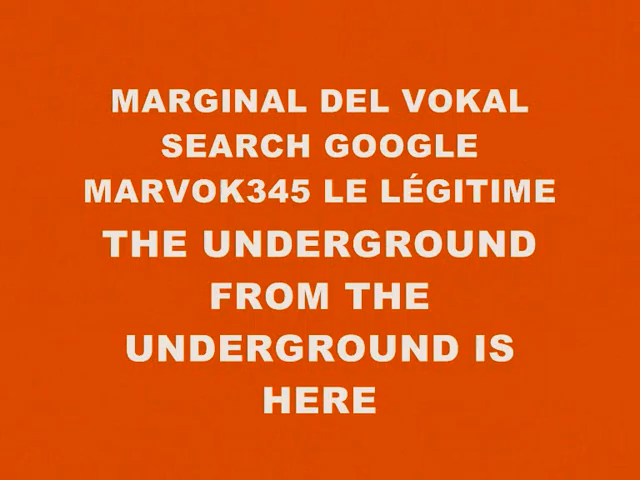 MARGINAL DEL VOKAL
SEARCH GOOGLE
MARVOK345 LE LÉGITIME
THE UNDERGROUND
FROM THE
UNDERGROUND IS
HERE